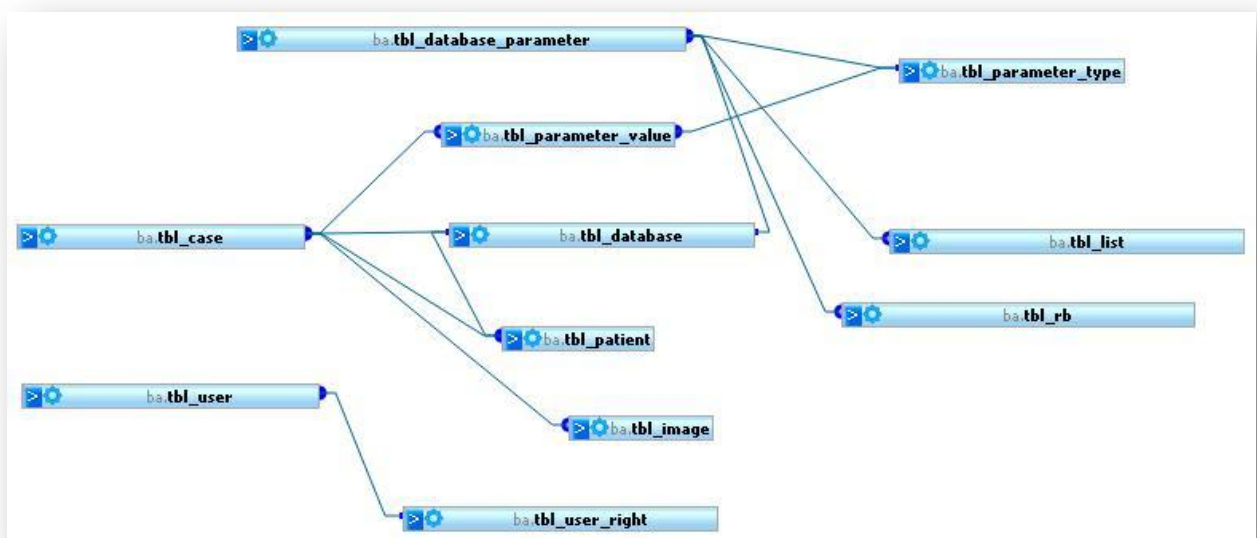 ba.tbl_database_parameter
ba.tbl_parameter_type
ba.tbl_parameter_value
ba.tbl_case
ba.tbl_database
ba.tbl_list
ba.tbl_rb
ba.tbl_patient
ba.tbl_user
ba.tbl_image
ba.tbl_user_right